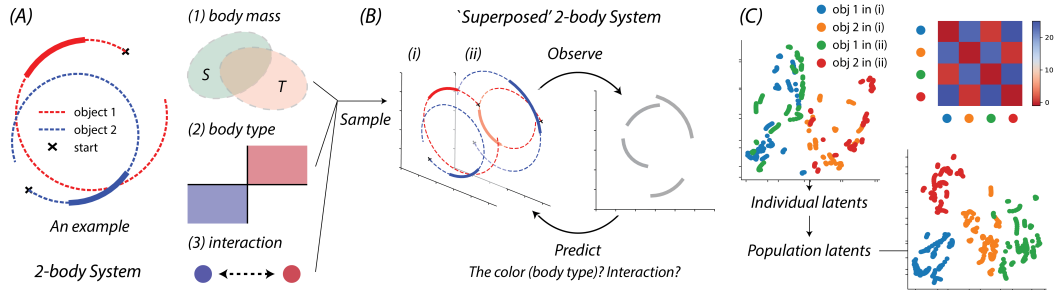 (A)
object 1
object 2
start
An example
2-body System
(1) body mass
S
T
(2) body type
(3) interaction
Sample
(B)
`Superposed' 2-body System
(i)
(ii)
Observe
Predict
The color (body type)? Interaction?
(C)
obj 1 in (i)
obj 2 in (i)
obj 1 in (ii)
obj 2 in (ii)
20
10
0
Individual latents
Population latents